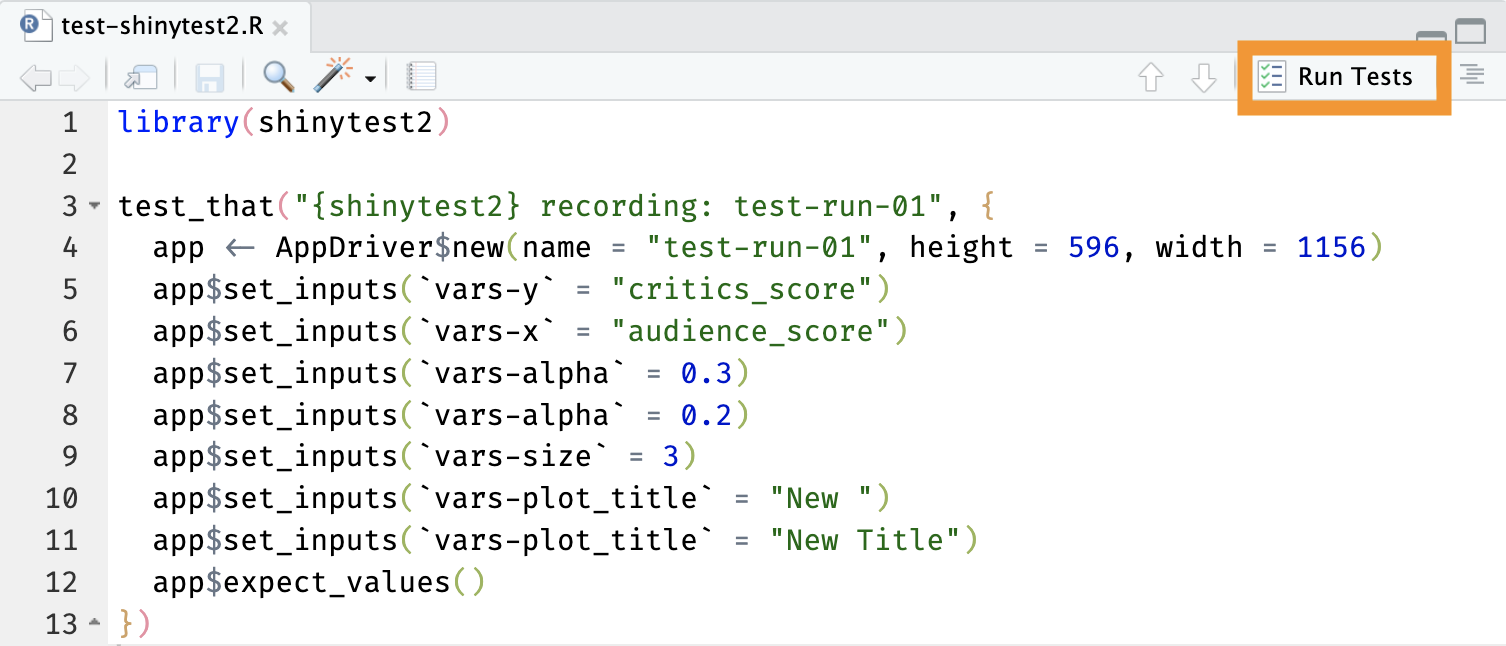 test-shinytest2.R
Run Tests
1 library(shinytest2)
2
3 test_that("{shinytest2} recording: test-run-01", {
4   app <- AppDriver$new(name = "test-run-01", height = 596, width = 1156)
5   app$set_inputs(`vars-y` = "critics_score")
6   app$set_inputs(`vars-x` = "audience_score")
7   app$set_inputs(`vars-alpha` = 0.3)
8   app$set_inputs(`vars-alpha` = 0.2)
9   app$set_inputs(`vars-size` = 3)
10   app$set_inputs(`vars-plot_title` = "New ")
11   app$set_inputs(`vars-plot_title` = "New Title")
12   app$expect_values()
13 })